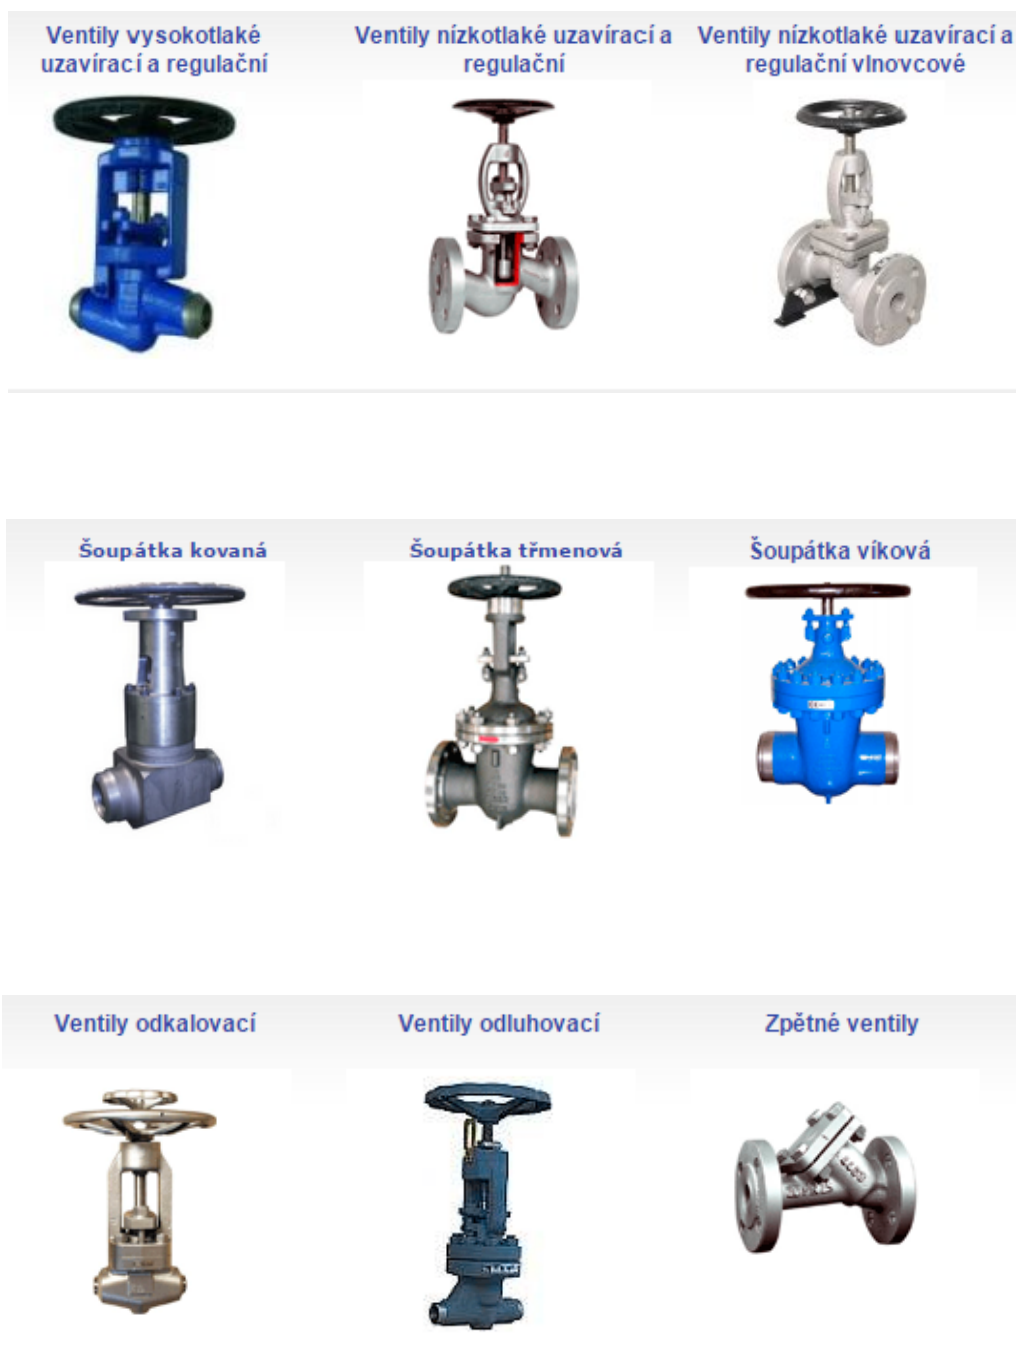 Ventily vysokotlaké
uzavírací a regulační
Ventily nízkotlaké uzavírací a
regulační
Ventily nízkotlaké uzavírací a
regulační vlnovcové
Šoupátka kovaná
Šoupátka třmenová
Šoupátka víková
Ventily odkalovací
Ventily odluhovací
Zpětné ventily